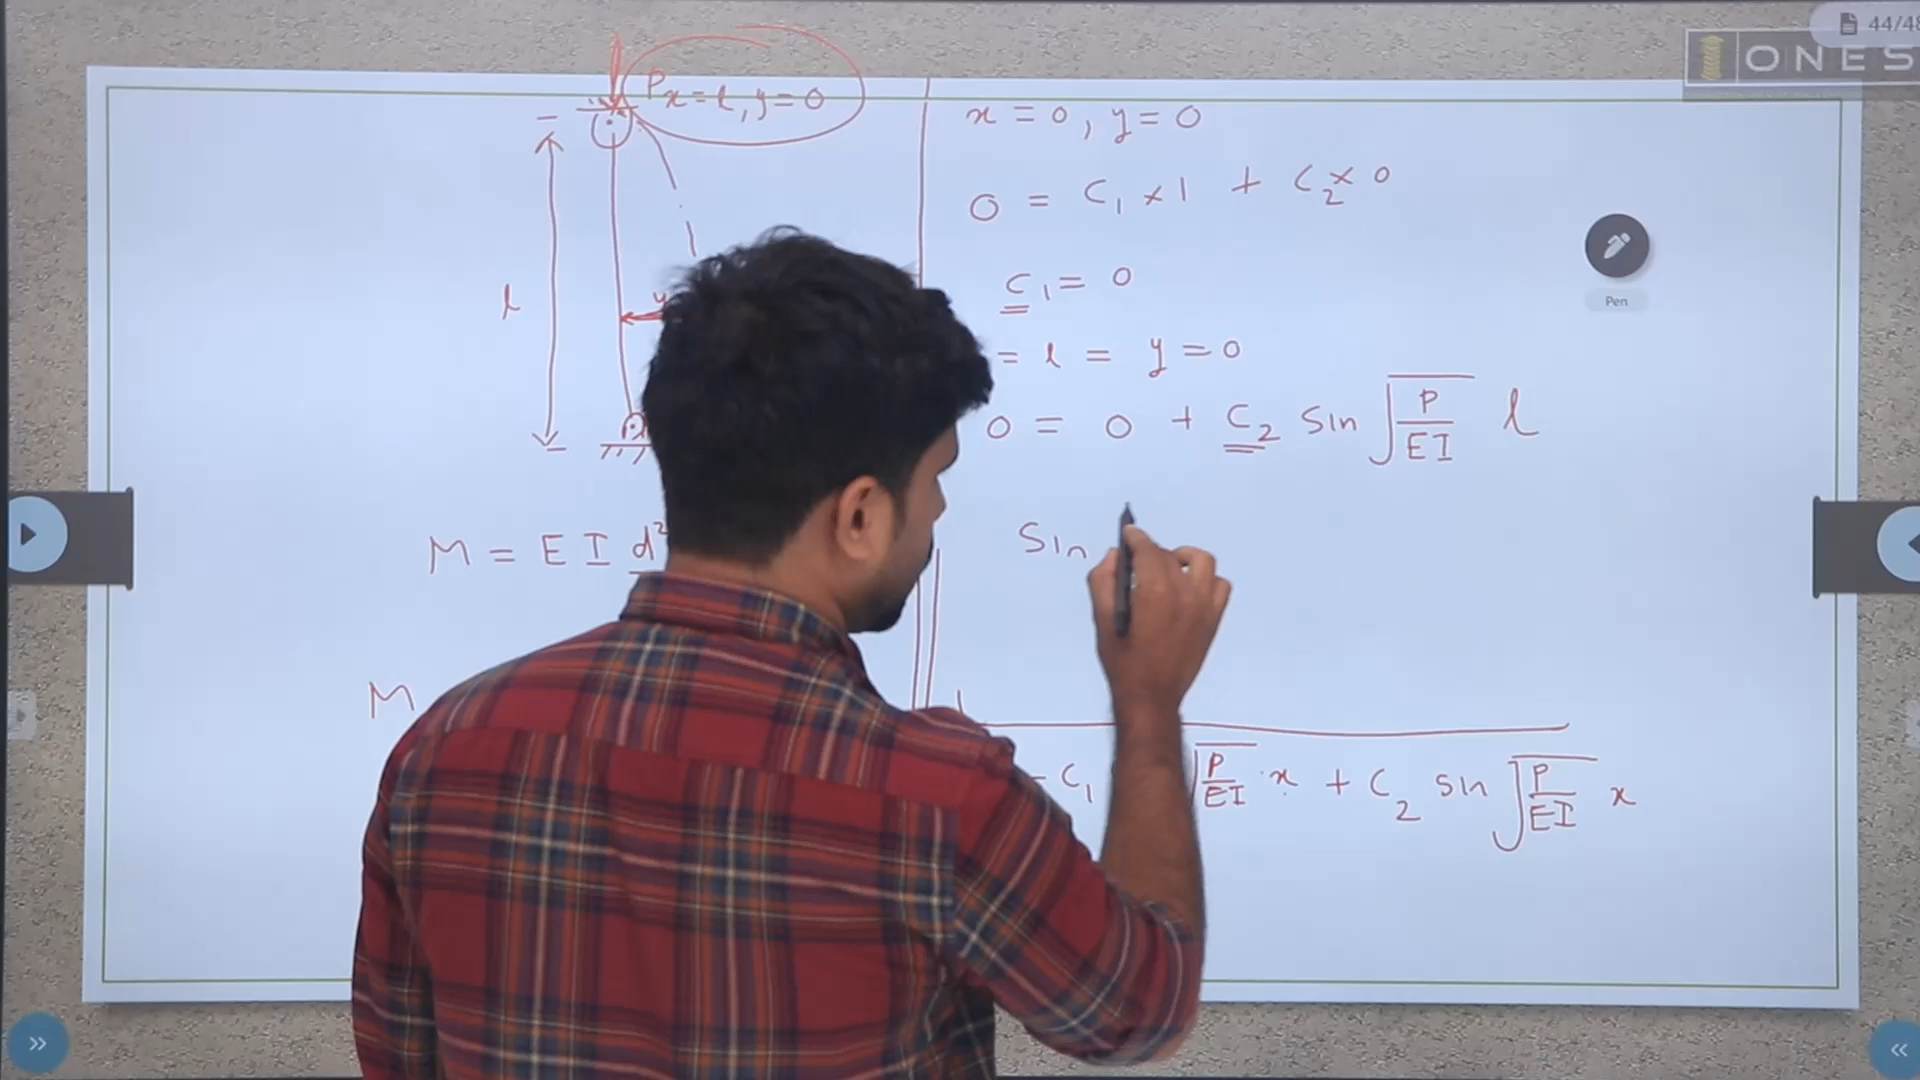 44/48
ONES
P
x = l, y = 0
l
y
M = E I d²
M
x = 0, y = 0
0 = C₁ × 1 + C₂ × 0
C₁ = 0
= l = y = 0
0 = 0 + C₂ sin √(P/EI) l
Sin
C₁ √(P/EI) · x + C₂ sin √(P/EI) x
Pen